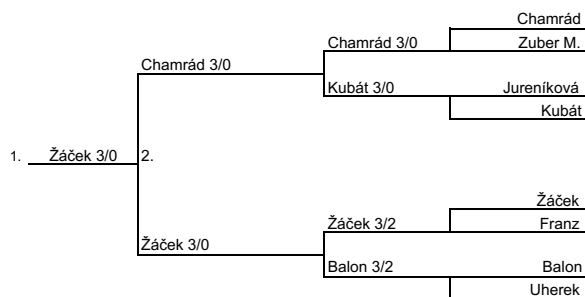 Chamrád
Chamrád 3/0
Zuber M.
Chamrád 3/0
Kubát 3/0
Jureníková
Kubát
1. Žáček 3/0
2.
Žáček
Žáček 3/2
Franz
Žáček 3/0
Balon 3/2
Balon
Uherek